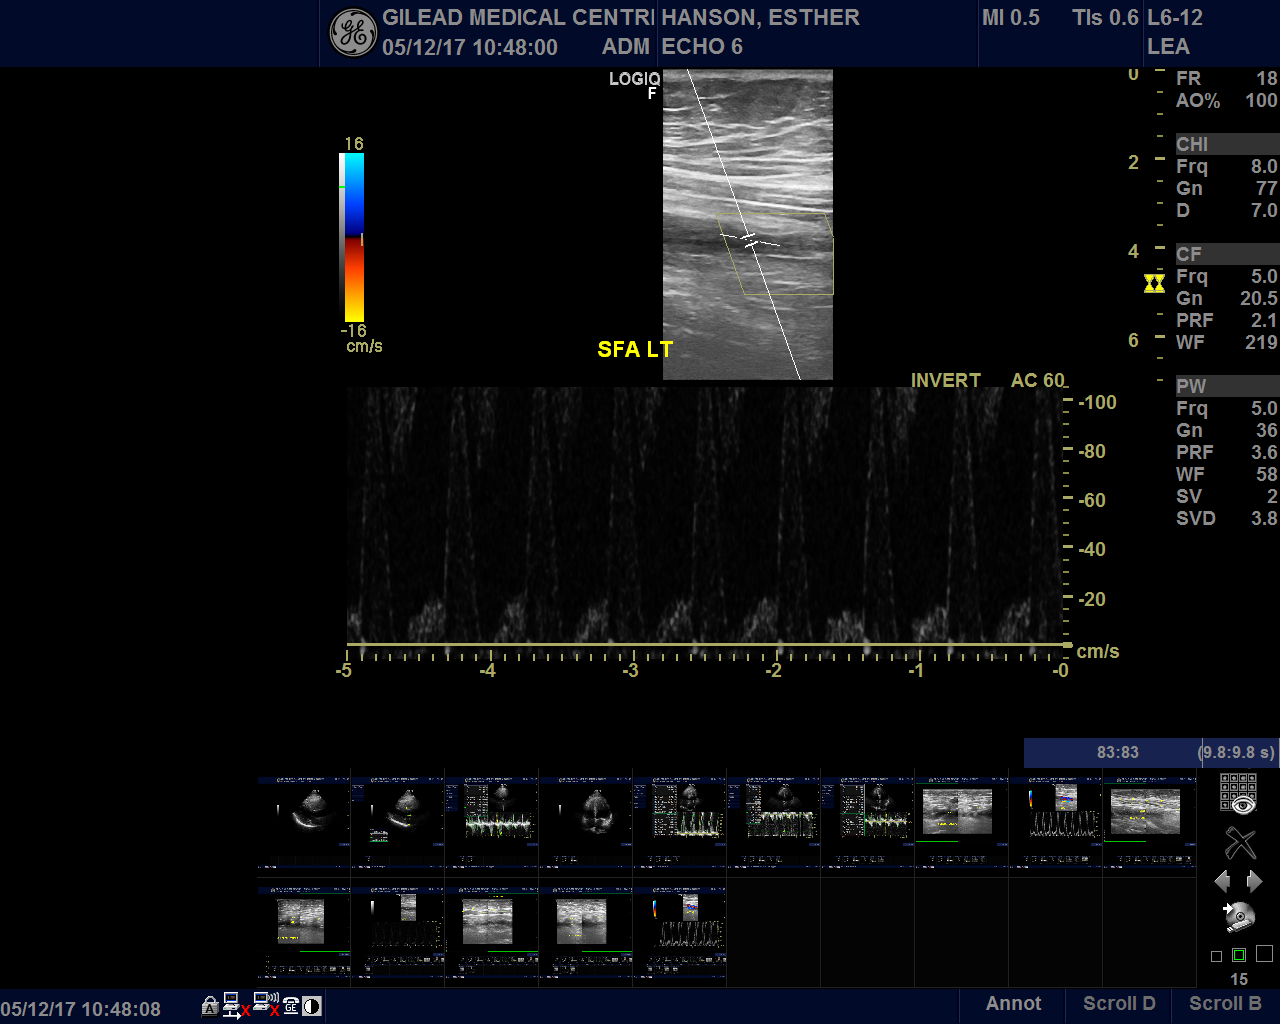 GILEAD MEDICAL CENTR
HANSON, ESTHER
MI 0.5
TIs 0.6
L6-12
05/12/17 10:48:00
ADM
ECHO 6
LEA
LOGIQ
F
0
2
4
6
FR 18
AO% 100
CHI
Frq 8.0
Gn 77
D 7.0
CF
Frq 5.0
Gn 20.5
PRF 2.1
WF 219
PW
Frq 5.0
Gn 36
PRF 3.6
WF 58
SV 2
SVD 3.8
16
-16
cm/s
SFA LT
INVERT
AC 60
-100
-80
-60
-40
-20
cm/s
-5
-4
-3
-2
-1
-0
83:83
(9.8:9.8 s)
15
05/12/17 10:48:08
A
GE
Annot
Scroll D
Scroll B